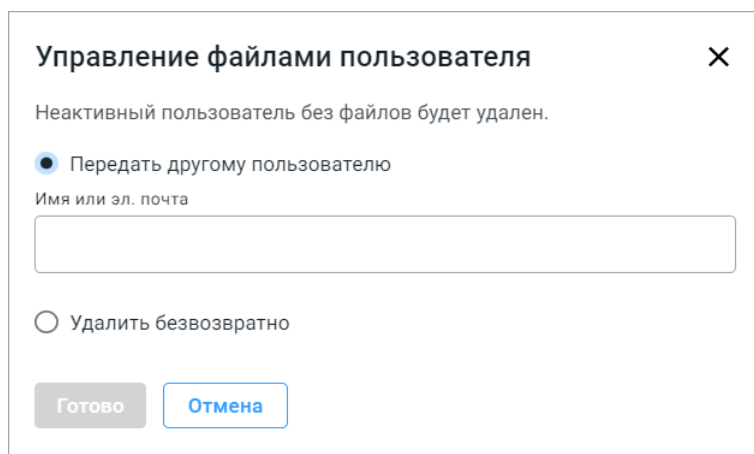 Управление файлами пользователя
Неактивный пользователь без файлов будет удален.
Передать другому пользователю
Имя или эл. почта
Удалить безвозвратно
Готово
Отмена